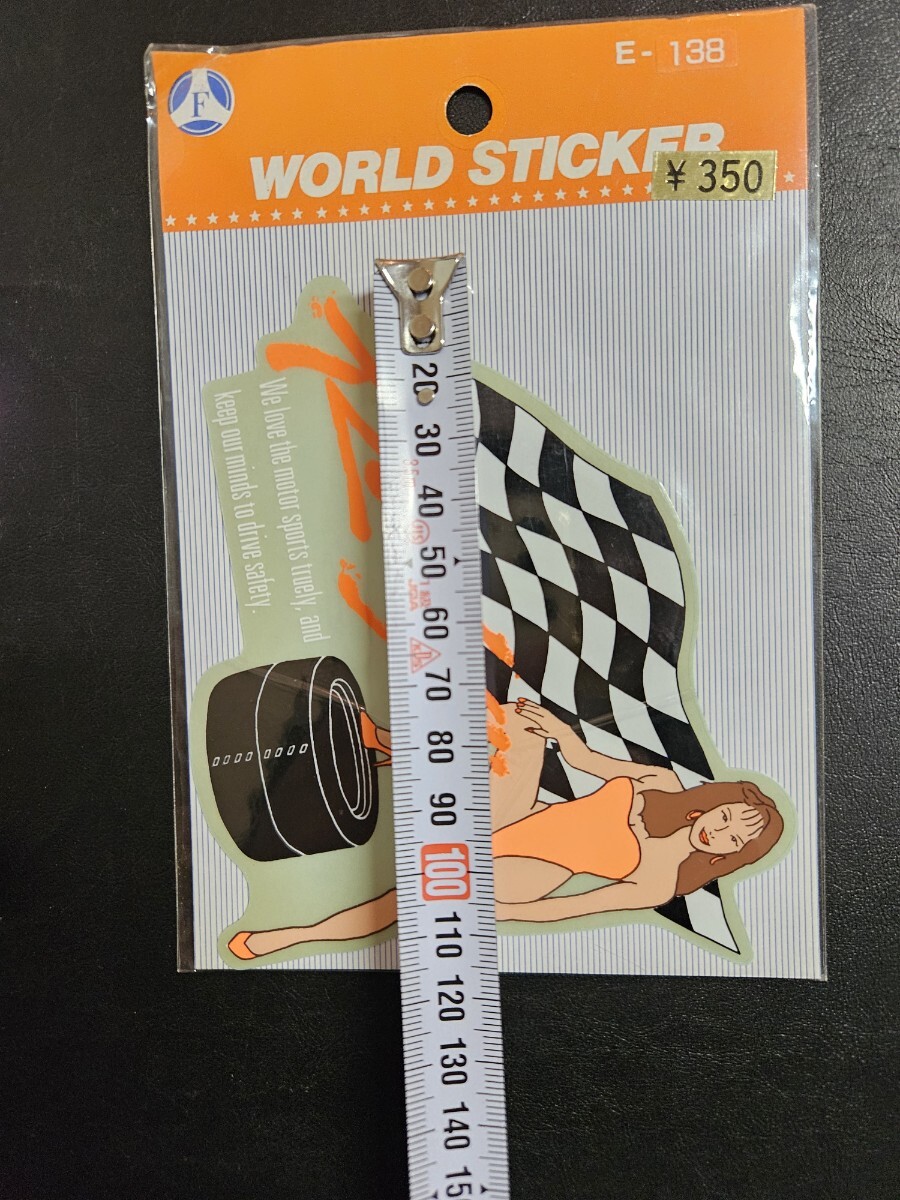 E- 138
F
WORLD STICKER
¥350
We love the motor sports truely, and
keep our minds to drive safety.
20
30
40
50
60
70
80
90
100
110
120
130
140